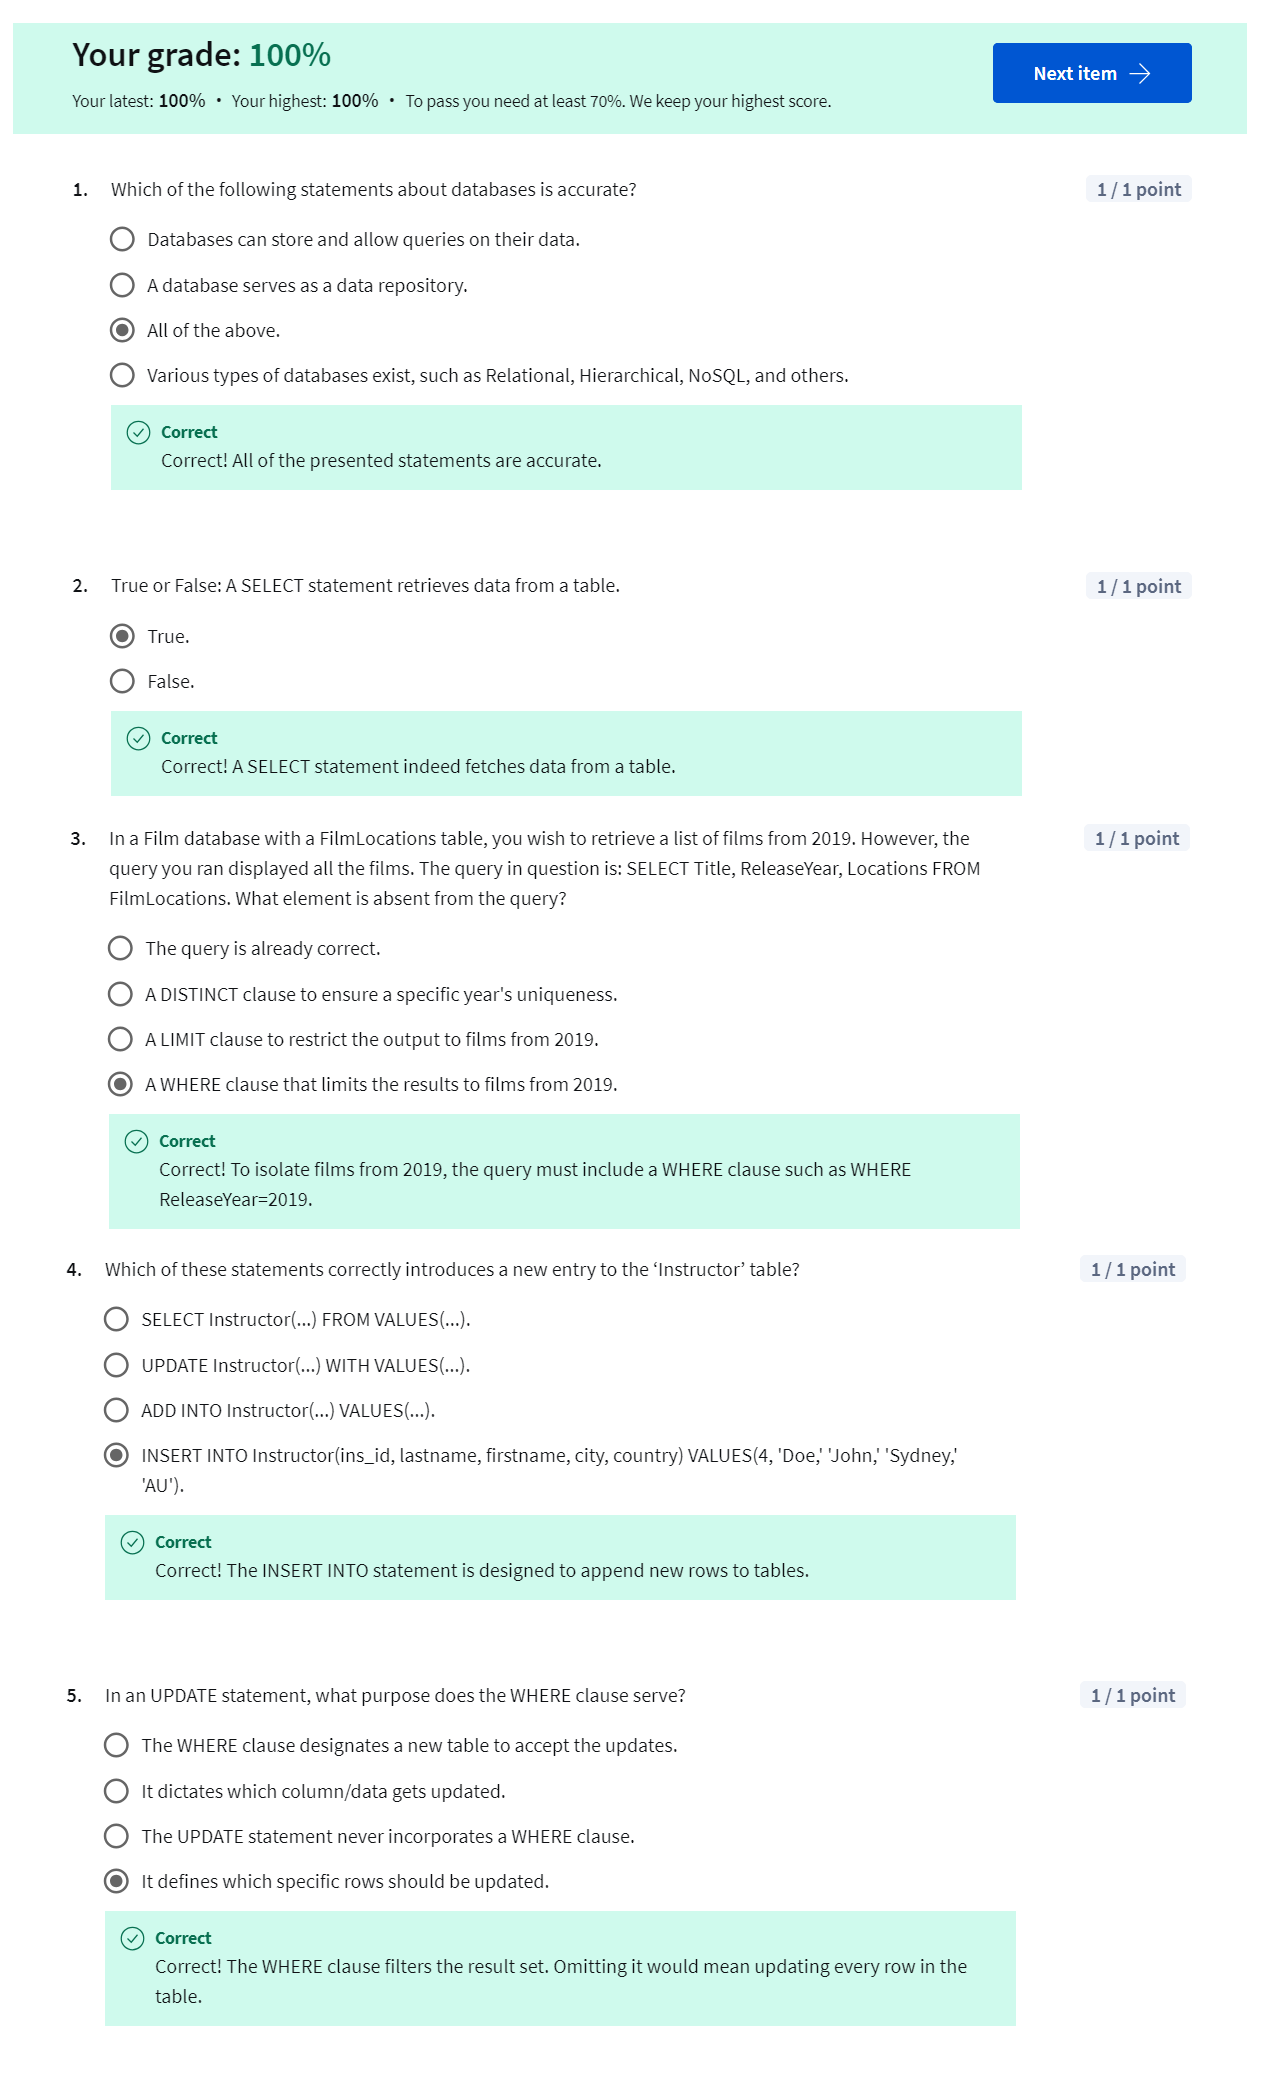 Your grade: 100%
Next item →
Your latest: 100% • Your highest: 100% • To pass you need at least 70%. We keep your highest score.
1. Which of the following statements about databases is accurate?
1 / 1 point
Databases can store and allow queries on their data.
A database serves as a data repository.
All of the above.
Various types of databases exist, such as Relational, Hierarchical, NoSQL, and others.
Correct
Correct! All of the presented statements are accurate.
2. True or False: A SELECT statement retrieves data from a table.
1 / 1 point
True.
False.
Correct
Correct! A SELECT statement indeed fetches data from a table.
3. In a Film database with a FilmLocations table, you wish to retrieve a list of films from 2019. However, the
1 / 1 point
query you ran displayed all the films. The query in question is: SELECT Title, ReleaseYear, Locations FROM
FilmLocations. What element is absent from the query?
The query is already correct.
A DISTINCT clause to ensure a specific year's uniqueness.
A LIMIT clause to restrict the output to films from 2019.
A WHERE clause that limits the results to films from 2019.
Correct
Correct! To isolate films from 2019, the query must include a WHERE clause such as WHERE
ReleaseYear=2019.
4. Which of these statements correctly introduces a new entry to the ‘Instructor’ table?
1 / 1 point
SELECT Instructor(...) FROM VALUES(...).
UPDATE Instructor(...) WITH VALUES(...).
ADD INTO Instructor(...) VALUES(...).
INSERT INTO Instructor(ins_id, lastname, firstname, city, country) VALUES(4, 'Doe,' 'John,' 'Sydney,'
'AU').
Correct
Correct! The INSERT INTO statement is designed to append new rows to tables.
5. In an UPDATE statement, what purpose does the WHERE clause serve?
1 / 1 point
The WHERE clause designates a new table to accept the updates.
It dictates which column/data gets updated.
The UPDATE statement never incorporates a WHERE clause.
It defines which specific rows should be updated.
Correct
Correct! The WHERE clause filters the result set. Omitting it would mean updating every row in the
table.